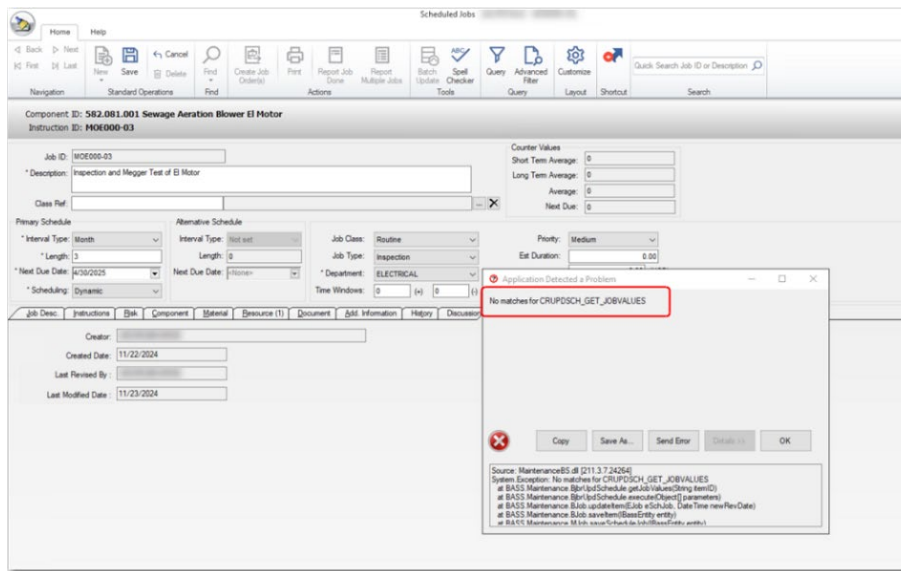 Scheduled Jobs
Home Help
Back Next
First Last
New Save Cancel Delete Find Create Job Order(s) Print Report Job Done Report Multiple Jobs Batch Update Spell Checker Query Advanced Filter Customize Quick Search Job ID or Description
Navigation Standard Operations Find Actions Tools Query Layout Shortcut Search
Component ID: 582.081.001 Sewage Aeration Blower El Motor
Instruction ID: MOE000-03
Job ID: MOE000-03
* Description: Inspection and Megger Test of El Motor
Class Ref:
Counter Values
Short Term Average: 0
Long Term Average: 0
Average: 0
Next Due: 0
Primary Schedule Alternative Schedule
* Interval Type: Month Interval Type: Not set Job Class: Routine Priority: Medium
* Length: 3 Length: 0 Job Type: Inspection Est Duration: 0.00
* Next Due Date: 4/30/2025 Next Due Date: <None> * Department: ELECTRICAL
* Scheduling: Dynamic Time Windows: 0 (+) 0 (-)
Job Desc. Instructions Risk Component Material Resource (1) Document Add. Information History Discussion
Creator:
Created Date: 11/22/2024
Last Revised By :
Last Modified Date : 11/23/2024
Application Detected a Problem
No matches for CRUPDSCH_GET_JOBVALUES
Copy Save As... Send Error Details OK
Source: MaintenanceBS.dll [211.3.7.24264]
System.Exception: No matches for CRUPDSCH_GET_JOBVALUES
at BASS.Maintenance.BjbrUpdSchedule.getJobValues(String itemID)
at BASS.Maintenance.BjbrUpdSchedule.execute(Object[] parameters)
at BASS.Maintenance.BJob.updateItem(EJob eSchJob, DateTime newRevDate)
at BASS.Maintenance.BJob.saveItem(IBassEntity entity)
at BASS.Maintenance.MJob.saveScheduleJob(IBassEntity entity)